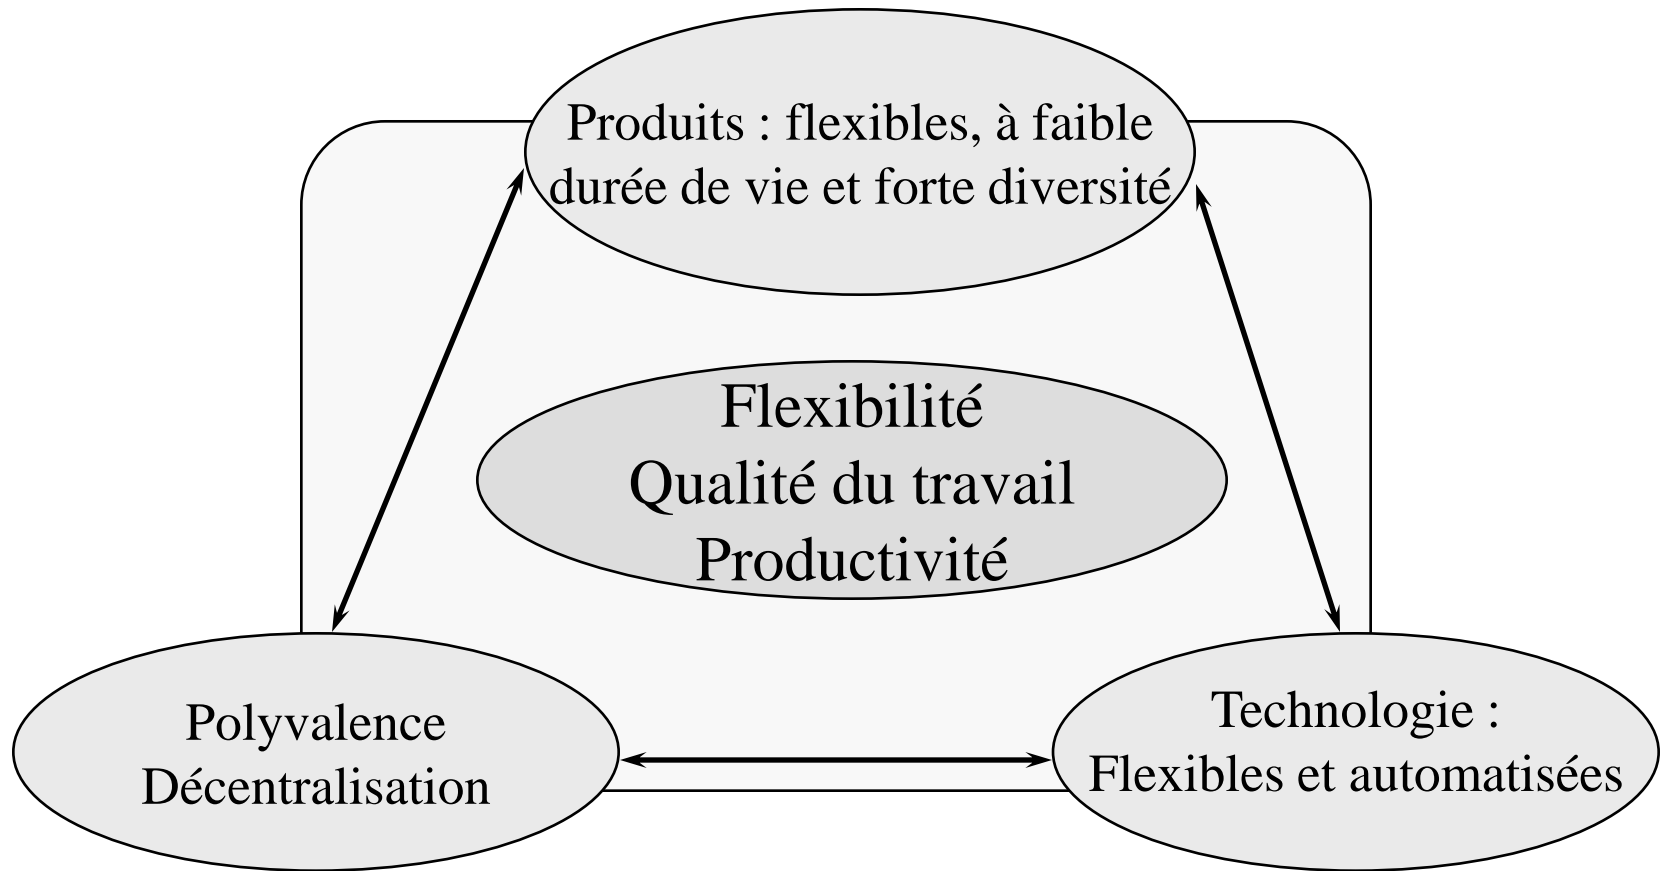 Produits : flexibles, à faible
durée de vie et forte diversité
Flexibilité
Qualité du travail
Productivité
Polyvalence
Décentralisation
Technologie :
Flexibles et automatisées